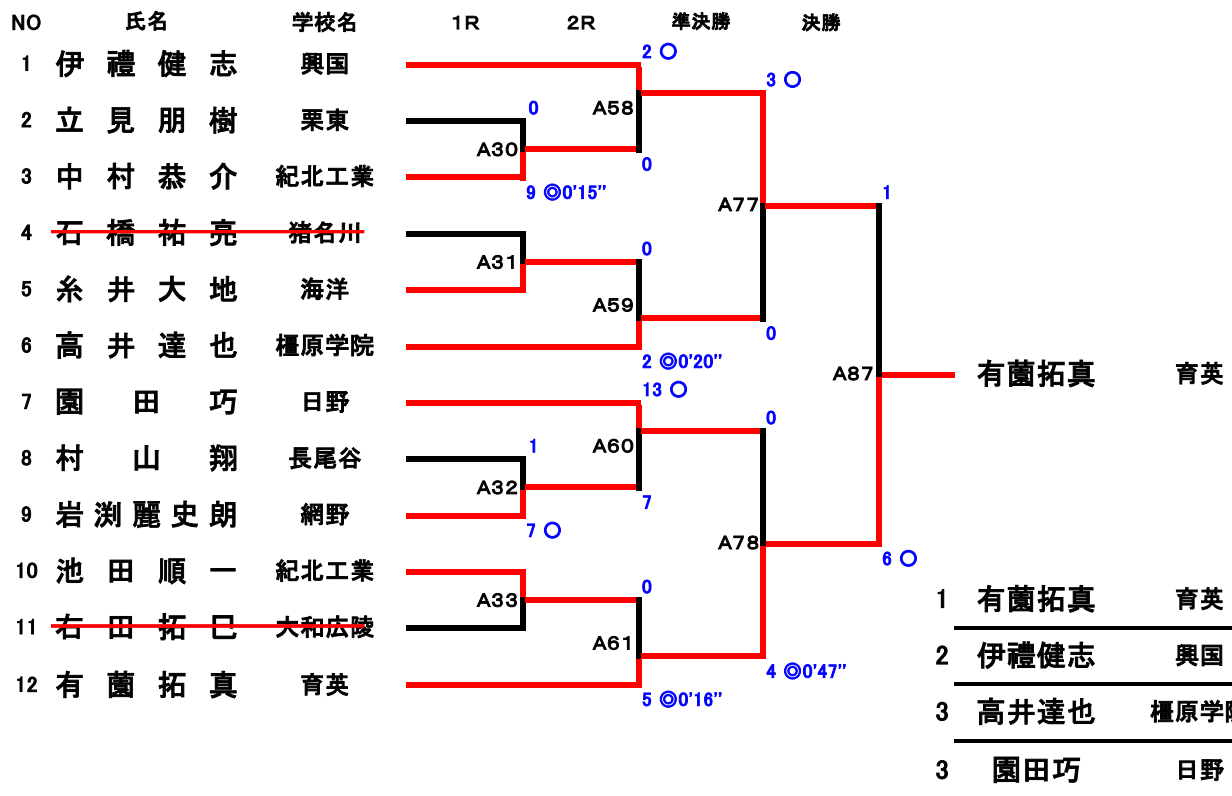 NO 氏名 学校名 1R 2R 準決勝 決勝
2 ○
1 伊禮健志 興国
3 ○
0 A58
2 立見朋樹 栗東
A30
0
3 中村恭介 紀北工業
9 ◎0'15"
A77 1
4 石橋祐亮 猪名川
0
A31
5 糸井大地 海洋
A59
0
6 高井達也 橿原学院
2 ◎0'20"
A87 有薗拓真 育英
13 ○
7 園田巧 日野
0
1 A60
8 村山翔 長尾谷
A32
7
9 岩渕麗史朗 網野
7 ○
A78
6 ○
10 池田順一 紀北工業
0
A33
1 有薗拓真 育英
11 右田拓巳 大和広陵
A61
2 伊禮健志 興国
4 ◎0'47"
12 有薗拓真 育英
5 ◎0'16"
3 高井達也 橿原学院
3 園田巧 日野